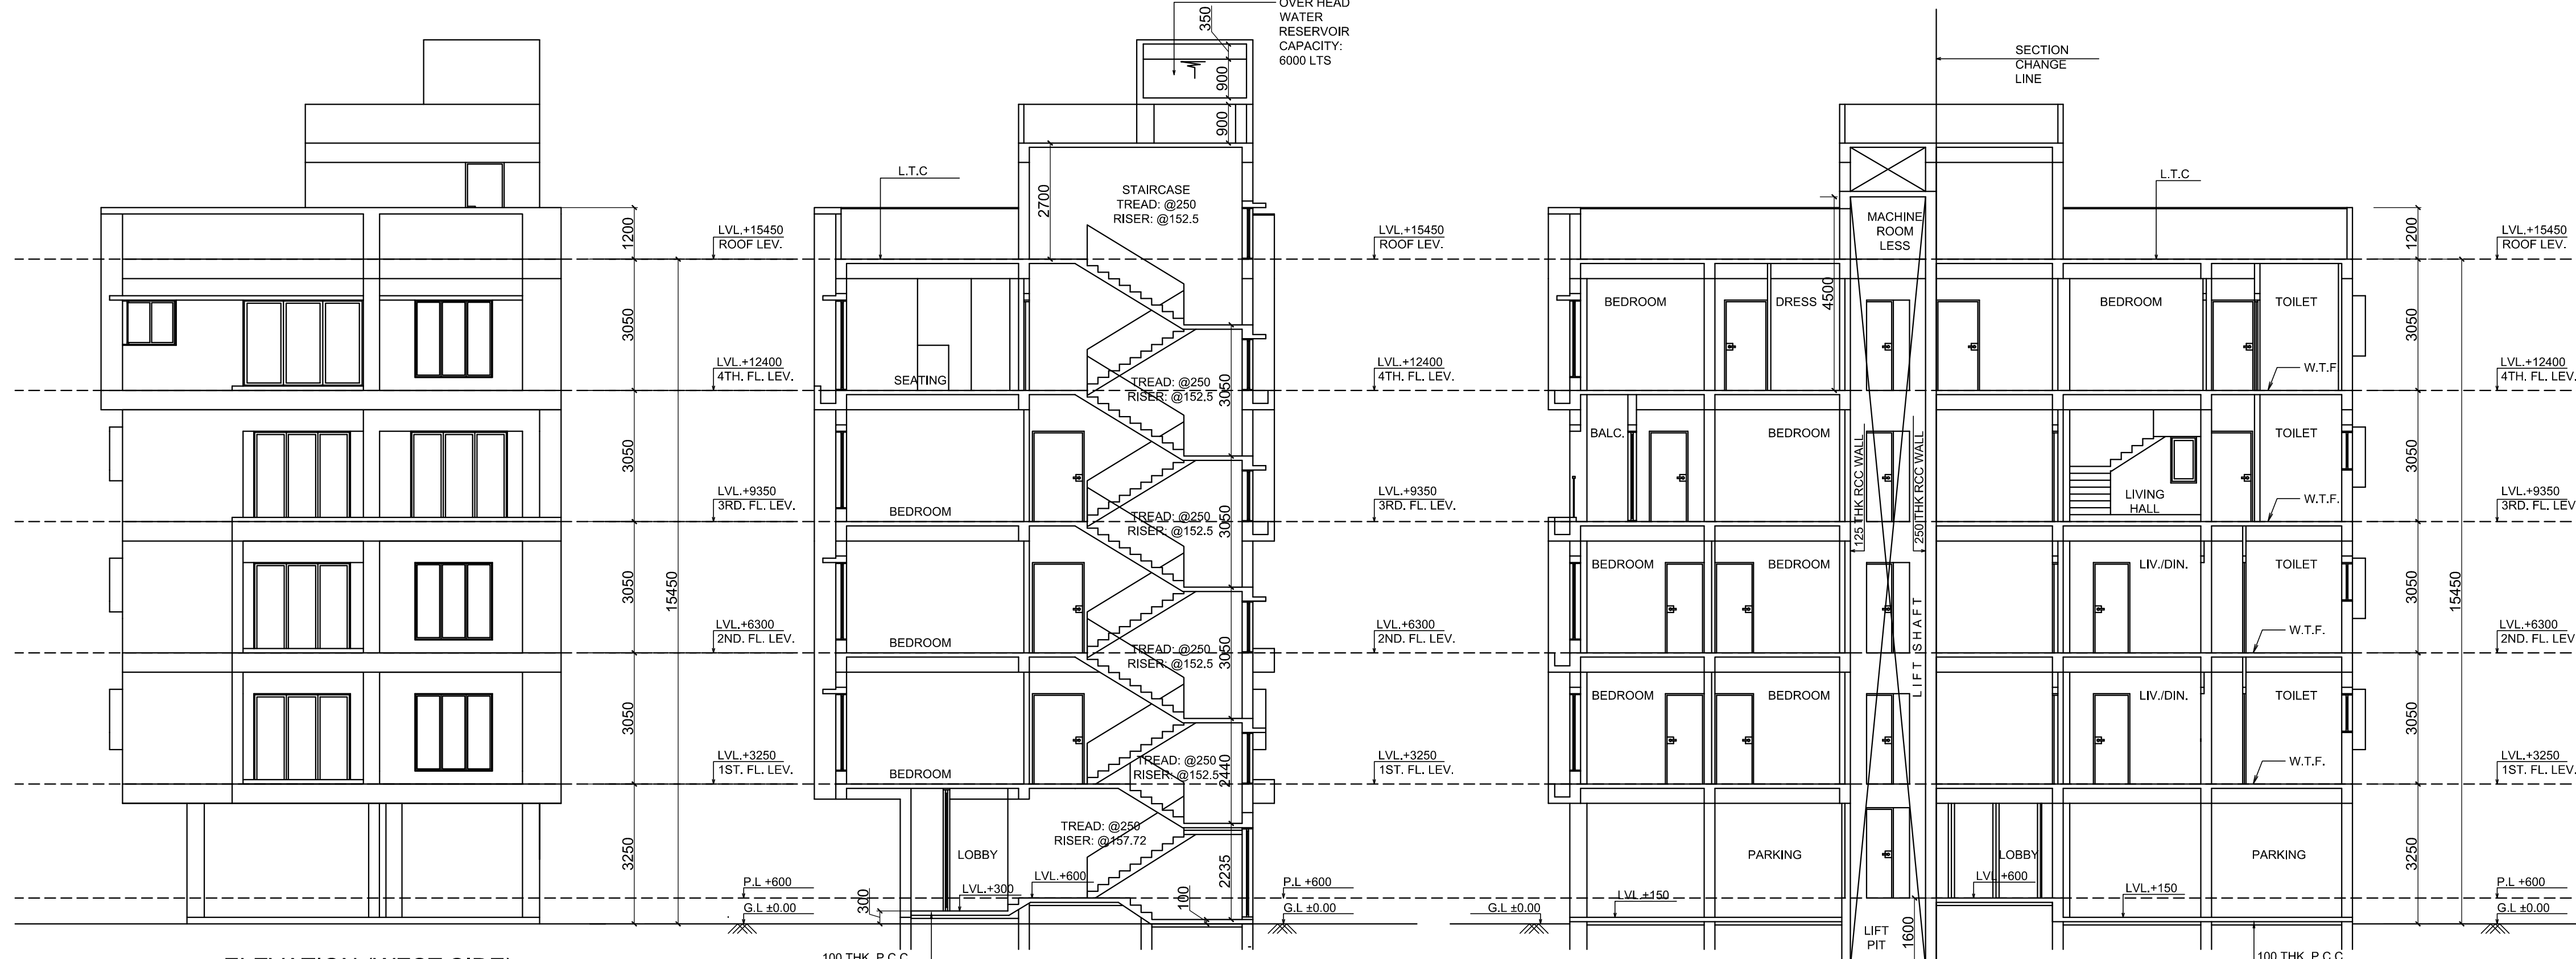 OVER HEAD
WATER
RESERVOIR
CAPACITY:
6000 LTS
350
900
900
1200
3050
3050
3050
3050
3250
15450
LVL.+15450
ROOF LEV.
LVL.+12400
4TH. FL. LEV.
LVL.+9350
3RD. FL. LEV.
LVL.+6300
2ND. FL. LEV.
LVL.+3250
1ST. FL. LEV.
P.L +600
G.L ±0.00
L.T.C
2700
STAIRCASE
TREAD: @250
RISER: @152.5
SEATING
TREAD: @250
RISER: @152.5
3050
BEDROOM
TREAD: @250
RISER: @152.5
3050
BEDROOM
TREAD: @250
RISER: @152.5
3050
BEDROOM
TREAD: @250
RISER: @152.5
2440
TREAD: @250
RISER: @157.72
LOBBY
2235
LVL.+300
LVL.+600
300
100
LVL.+15450
ROOF LEV.
LVL.+12400
4TH. FL. LEV.
LVL.+9350
3RD. FL. LEV.
LVL.+6300
2ND. FL. LEV.
LVL.+3250
1ST. FL. LEV.
P.L +600
G.L ±0.00
G.L ±0.00
SECTION
CHANGE
LINE
L.T.C
MACHINE
ROOM
LESS
4500
BEDROOM
DRESS
BEDROOM
TOILET
W.T.F
BALC.
BEDROOM
125 THK RCC WALL
250 THK RCC WALL
LIVING
HALL
TOILET
W.T.F.
BEDROOM
BEDROOM
LIFT SHAFT
LIV./DIN.
TOILET
W.T.F.
BEDROOM
BEDROOM
LIV./DIN.
TOILET
W.T.F.
PARKING
LOBBY
PARKING
LVL.+150
LVL.+600
LVL.+150
LIFT
PIT
1600
1200
3050
3050
3050
3050
3250
15450
LVL.+15450
ROOF LEV.
LVL.+12400
4TH. FL. LEV.
LVL.+9350
3RD. FL. LEV
LVL.+6300
2ND. FL. LEV
LVL.+3250
1ST. FL. LEV.
P.L +600
G.L ±0.00
ELEVATION (WEST SIDE)
100 THK. P.C.C
100 THK. P.C.C